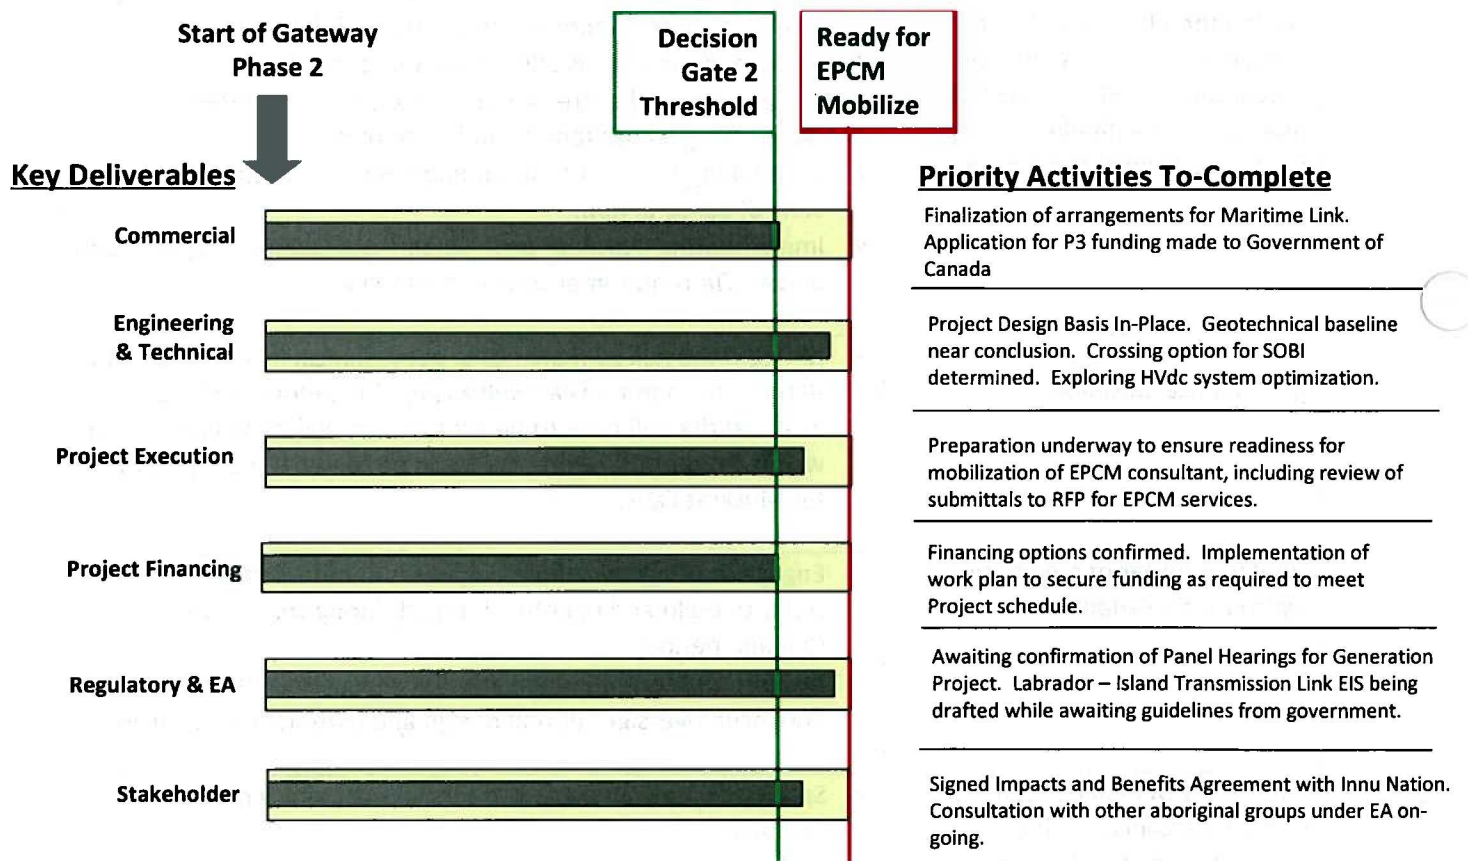 Start of Gateway
Phase 2
Decision
Gate 2
Threshold
Ready for
EPCM
Mobilize
Key Deliverables
Priority Activities To-Complete
Commercial
Finalization of arrangements for Maritime Link.
Application for P3 funding made to Government of
Canada
Engineering
& Technical
Project Design Basis In-Place. Geotechnical baseline
near conclusion. Crossing option for SOBI
determined. Exploring HVdc system optimization.
Project Execution
Preparation underway to ensure readiness for
mobilization of EPCM consultant, including review of
submittals to RFP for EPCM services.
Project Financing
Financing options confirmed. Implementation of
work plan to secure funding as required to meet
Project schedule.
Regulatory & EA
Awaiting confirmation of Panel Hearings for Generation
Project. Labrador – Island Transmission Link EIS being
drafted while awaiting guidelines from government.
Stakeholder
Signed Impacts and Benefits Agreement with Innu Nation.
Consultation with other aboriginal groups under EA on-
going.